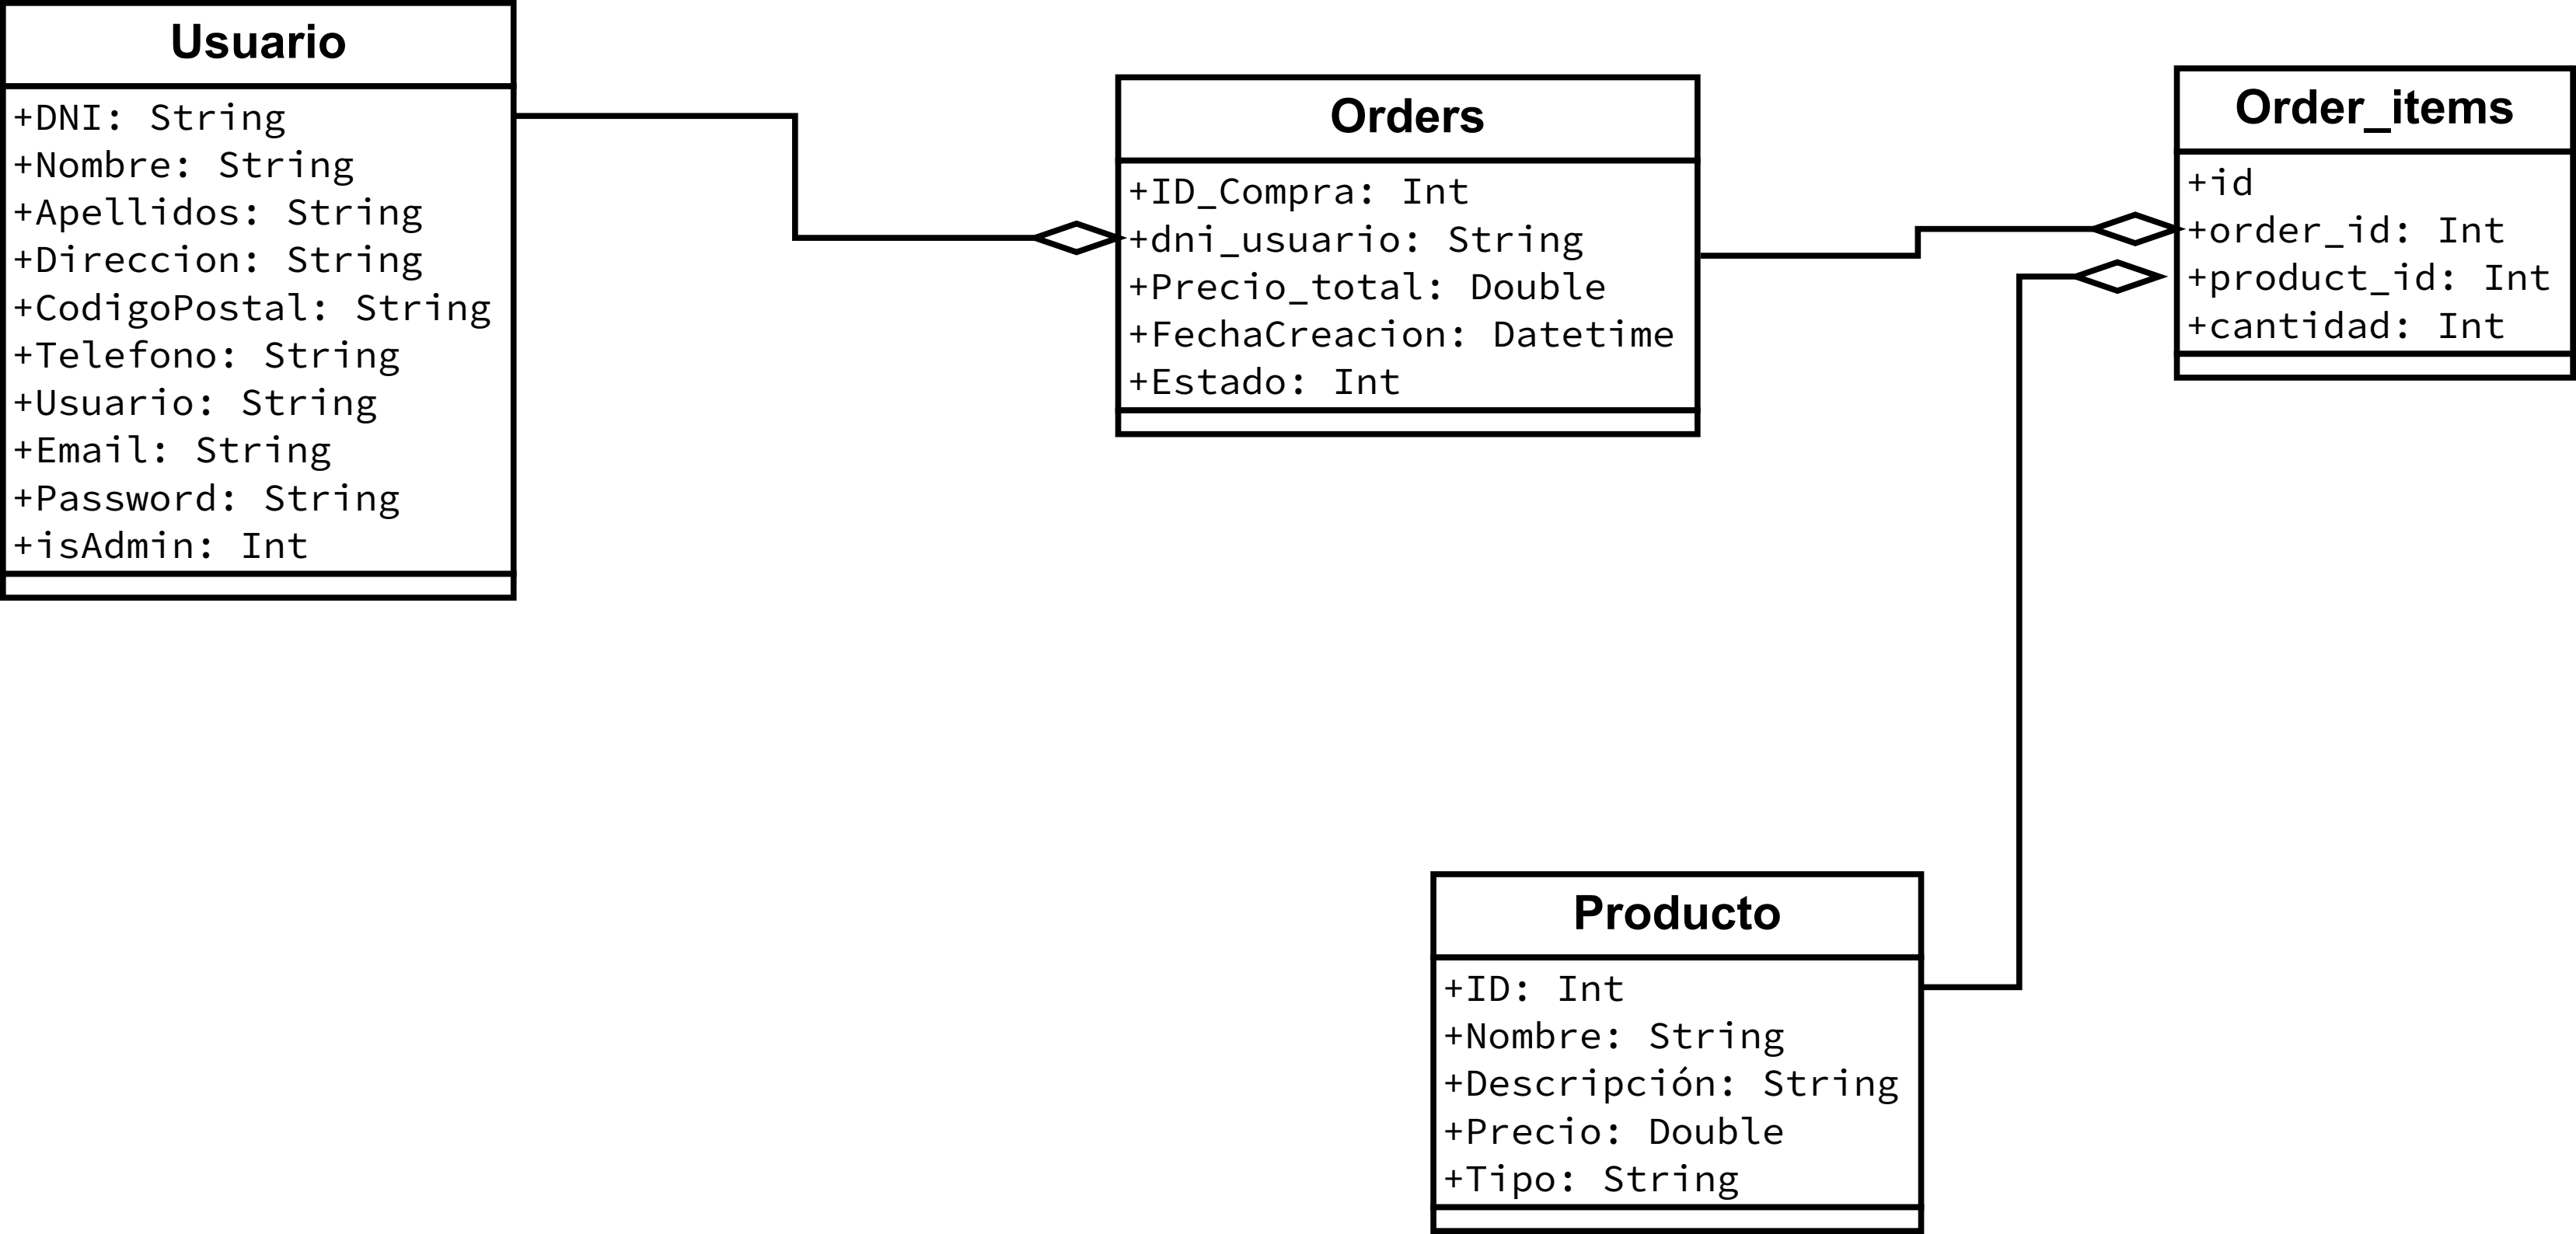 Usuario
+DNI: String
+Nombre: String
+Apellidos: String
+Direccion: String
+CodigoPostal: String
+Telefono: String
+Usuario: String
+Email: String
+Password: String
+isAdmin: Int
Orders
+ID_Compra: Int
+dni_usuario: String
+Precio_total: Double
+FechaCreacion: Datetime
+Estado: Int
Order_items
+id
+order_id: Int
+product_id: Int
+cantidad: Int
Producto
+ID: Int
+Nombre: String
+Descripción: String
+Precio: Double
+Tipo: String